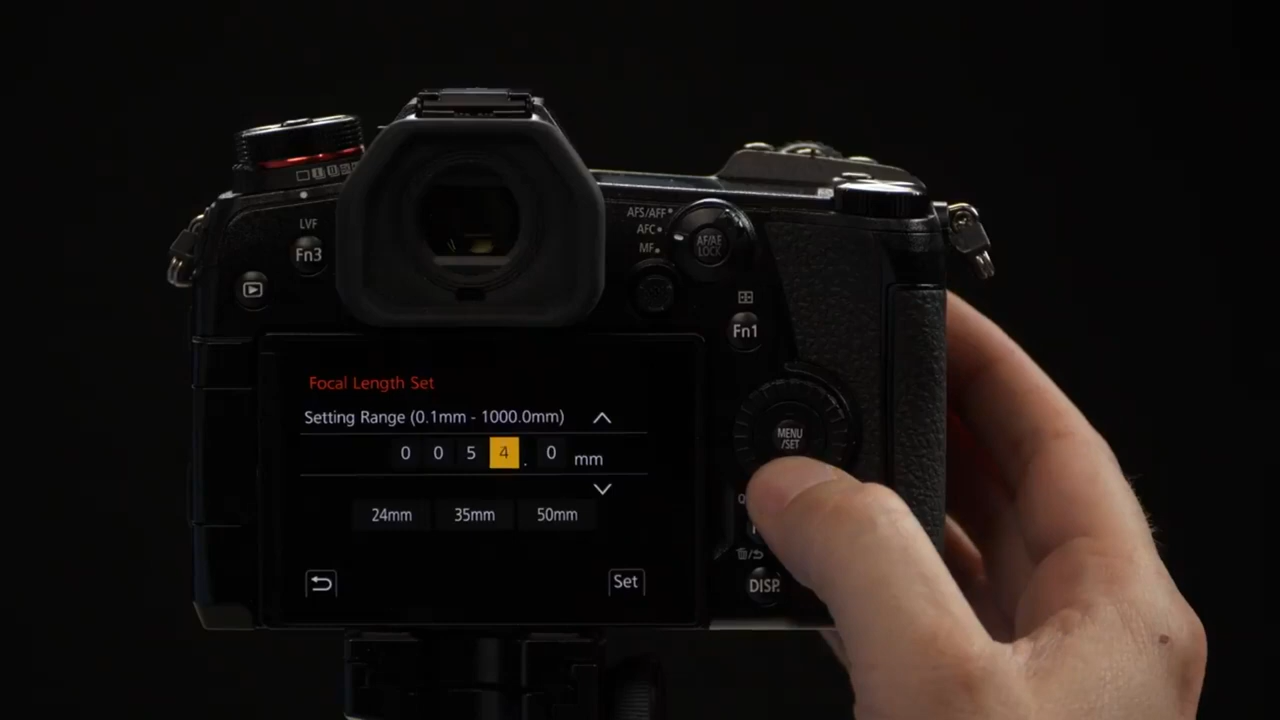 LVF
Fn3
AFS/AFF
AFC
MF
AF/AE
LOCK
Fn1
Focal Length Set
Setting Range (0.1mm - 1000.0mm)
0 0 5 4 . 0 mm
24mm 35mm 50mm
Set
MENU
/SET
DISP.